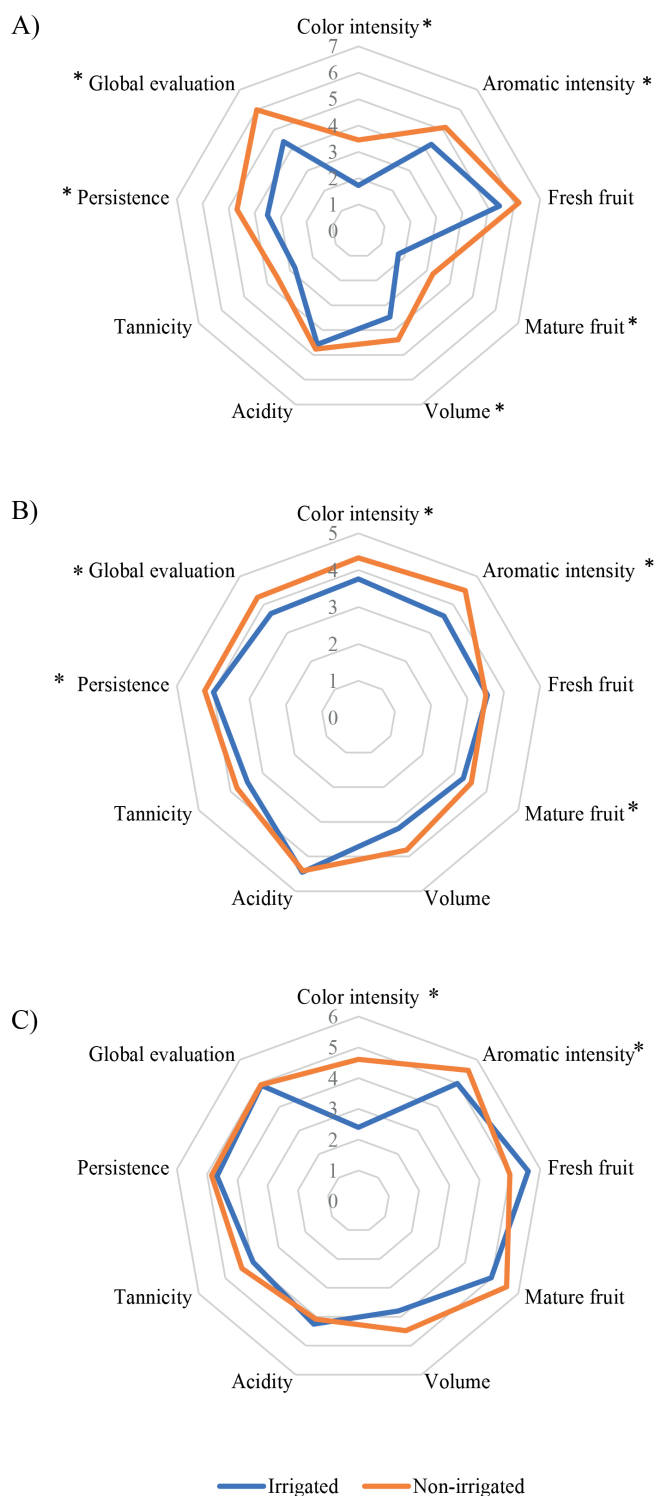 A)
Color intensity *
* Global evaluation
Aromatic intensity *
* Persistence
Fresh fruit
Tannicity
Mature fruit *
Acidity
Volume *
7
6
5
4
3
2
1
0
B)
Color intensity *
* Global evaluation
Aromatic intensity *
* Persistence
Fresh fruit
Tannicity
Mature fruit *
Acidity
Volume
5
4
3
2
1
0
C)
Color intensity *
Global evaluation
Aromatic intensity *
Persistence
Fresh fruit
Tannicity
Mature fruit
Acidity
Volume
6
5
4
3
2
1
0
Irrigated Non-irrigated